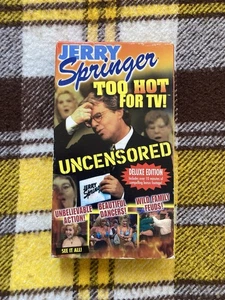 JERRY
Springer
TOO HOT
FOR TV!
UNCENSORED
DELUXE EDITION
UNBELIEVABLE
ACTION!
BEAUTIFUL
DANCERS!
WILD FAMILY
FEUDS!
SEE IT ALL!